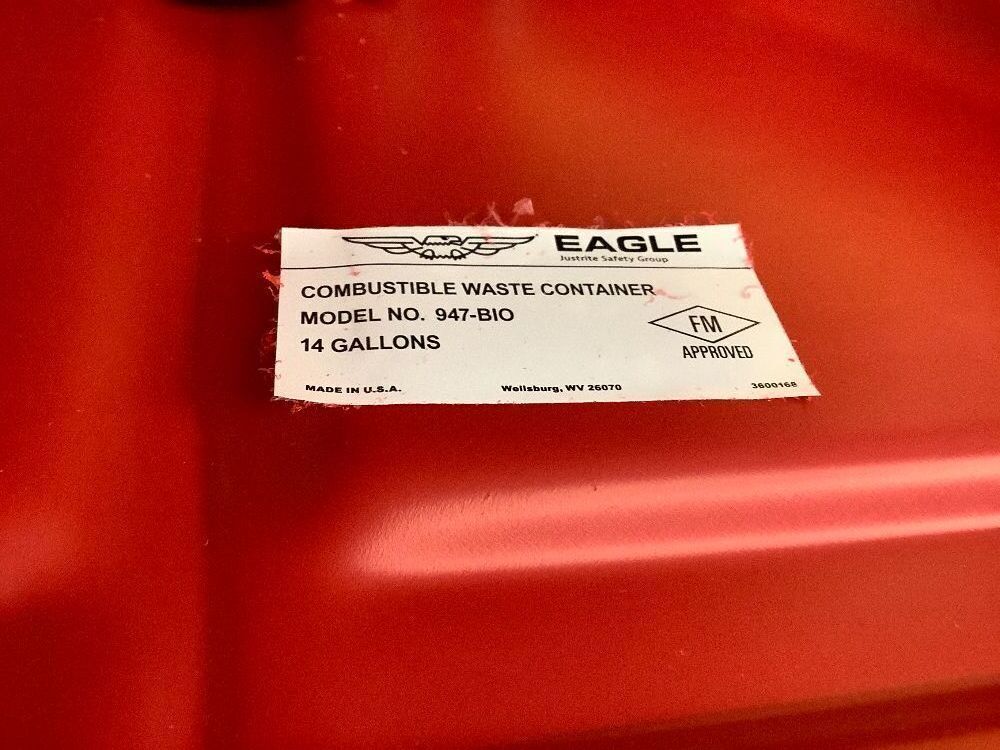 EAGLE
Justrite Safety Group
COMBUSTIBLE WASTE CONTAINER
MODEL NO. 947-BIO
14 GALLONS
FM
APPROVED
MADE IN U.S.A.
Wellsburg, WV 26070
3600168